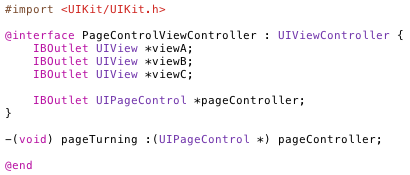 #import <UIKit/UIKit.h>
@interface PageControlViewController : UIViewController {
IBOutlet UIView *viewA;
IBOutlet UIView *viewB;
IBOutlet UIView *viewC;
IBOutlet UIPageControl *pageController;
}
-(void) pageTurning :(UIPageControl *) pageController;
@end